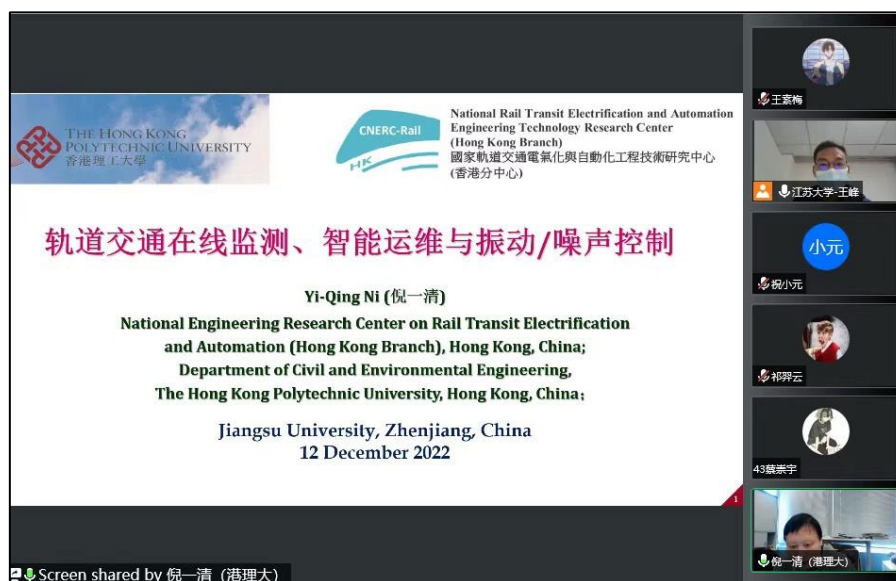 THE HONG KONG
POLYTECHNIC UNIVERSITY
香港理工大學
CNERC-Rail
HK
National Rail Transit Electrification and Automation
Engineering Technology Research Center
(Hong Kong Branch)
國家軌道交通電氣化與自動化工程技術研究中心
(香港分中心)
轨道交通在线监测、智能运维与振动/噪声控制
Yi-Qing Ni (倪一清)
National Engineering Research Center on Rail Transit Electrification
and Automation (Hong Kong Branch), Hong Kong, China;
Department of Civil and Environmental Engineering,
The Hong Kong Polytechnic University, Hong Kong, China;
Jiangsu University, Zhenjiang, China
12 December 2022
1
Screen shared by 倪一清 (港理大)
王素梅
江苏大学-王峰
小元
祝小元
祁羿云
43蔡崇宇
倪一清 (港理大)